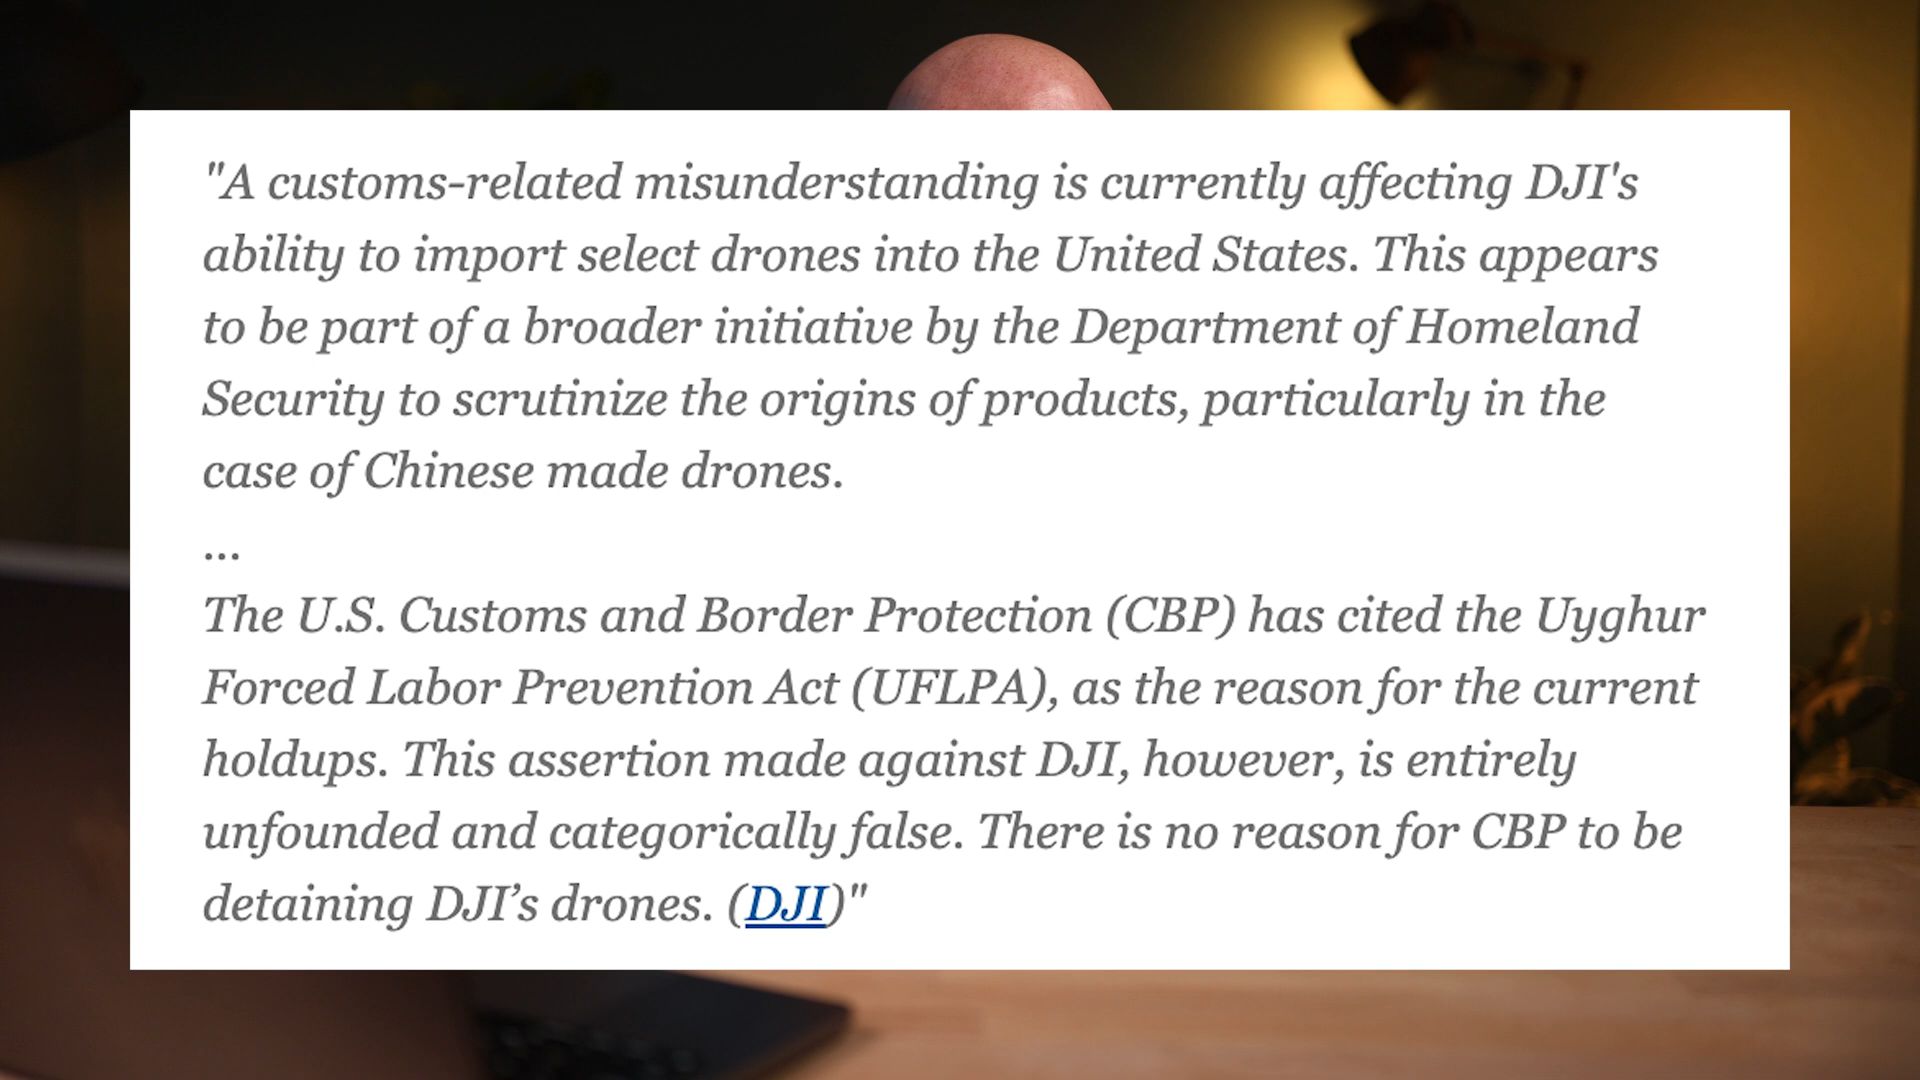 "A customs-related misunderstanding is currently affecting DJI's
ability to import select drones into the United States. This appears
to be part of a broader initiative by the Department of Homeland
Security to scrutinize the origins of products, particularly in the
case of Chinese made drones.
...
The U.S. Customs and Border Protection (CBP) has cited the Uyghur
Forced Labor Prevention Act (UFLPA), as the reason for the current
holdups. This assertion made against DJI, however, is entirely
unfounded and categorically false. There is no reason for CBP to be
detaining DJI’s drones. (DJI)"